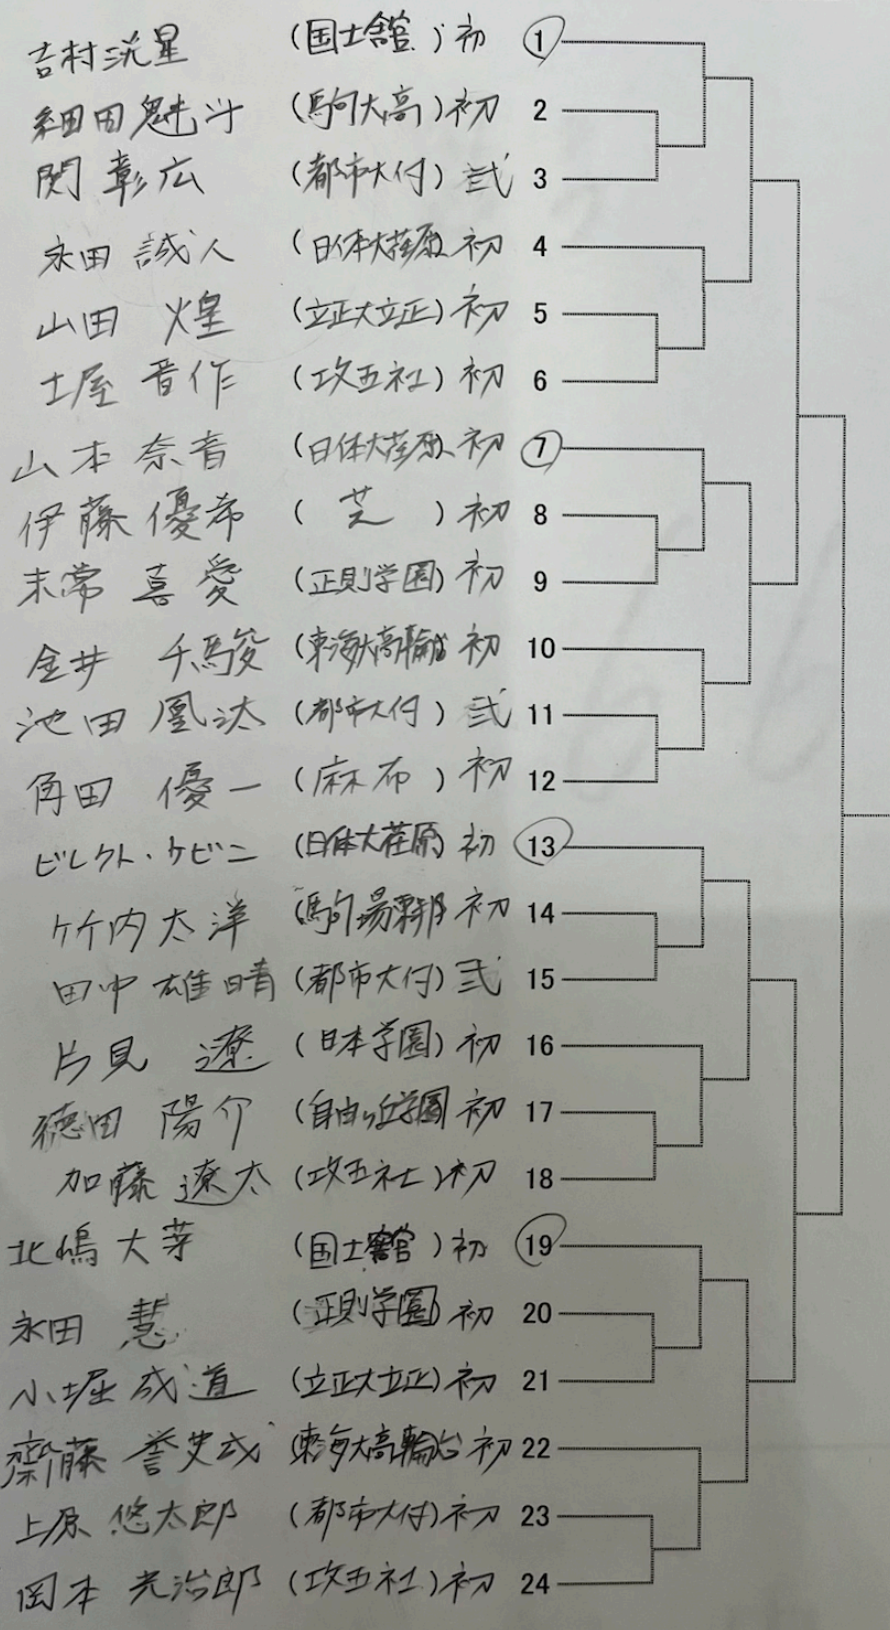 吉村洸星 (国士舘) 初 1
細田魁斗 (駒大高) 初 2
関 彰広 (都市大付) 弐 3
永田 誠人 (日体大荏原) 初 4
山田 煌 (立正大立正) 初 5
土屋 晋作 (攻玉社) 初 6
山本 奈音 (日体大荏原) 初 7
伊藤 優希 (芝) 初 8
末常 喜愛 (正則学園) 初 9
金井 千駿 (東海大高輪台) 初 10
池田 凰汰 (都市大付) 弐 11
角田 優一 (麻布) 初 12
ビレクト・ケビン (日体大荏原) 初 13
竹内太洋 (駒場東邦) 初 14
田中雄晴 (都市大付) 弐 15
片見 遼 (日本学園) 初 16
徳田 陽介 (自由ヶ丘学園) 初 17
加藤遼太 (攻玉社) 初 18
北嶋大芽 (国士舘) 初 19
永田 慧 (正則学園) 初 20
小堀成道 (立正大立正) 初 21
齋藤 誉英成 (東海大高輪台) 初 22
上原 悠太郎 (都市大付) 初 23
岡本 光治郎 (攻玉社) 初 24